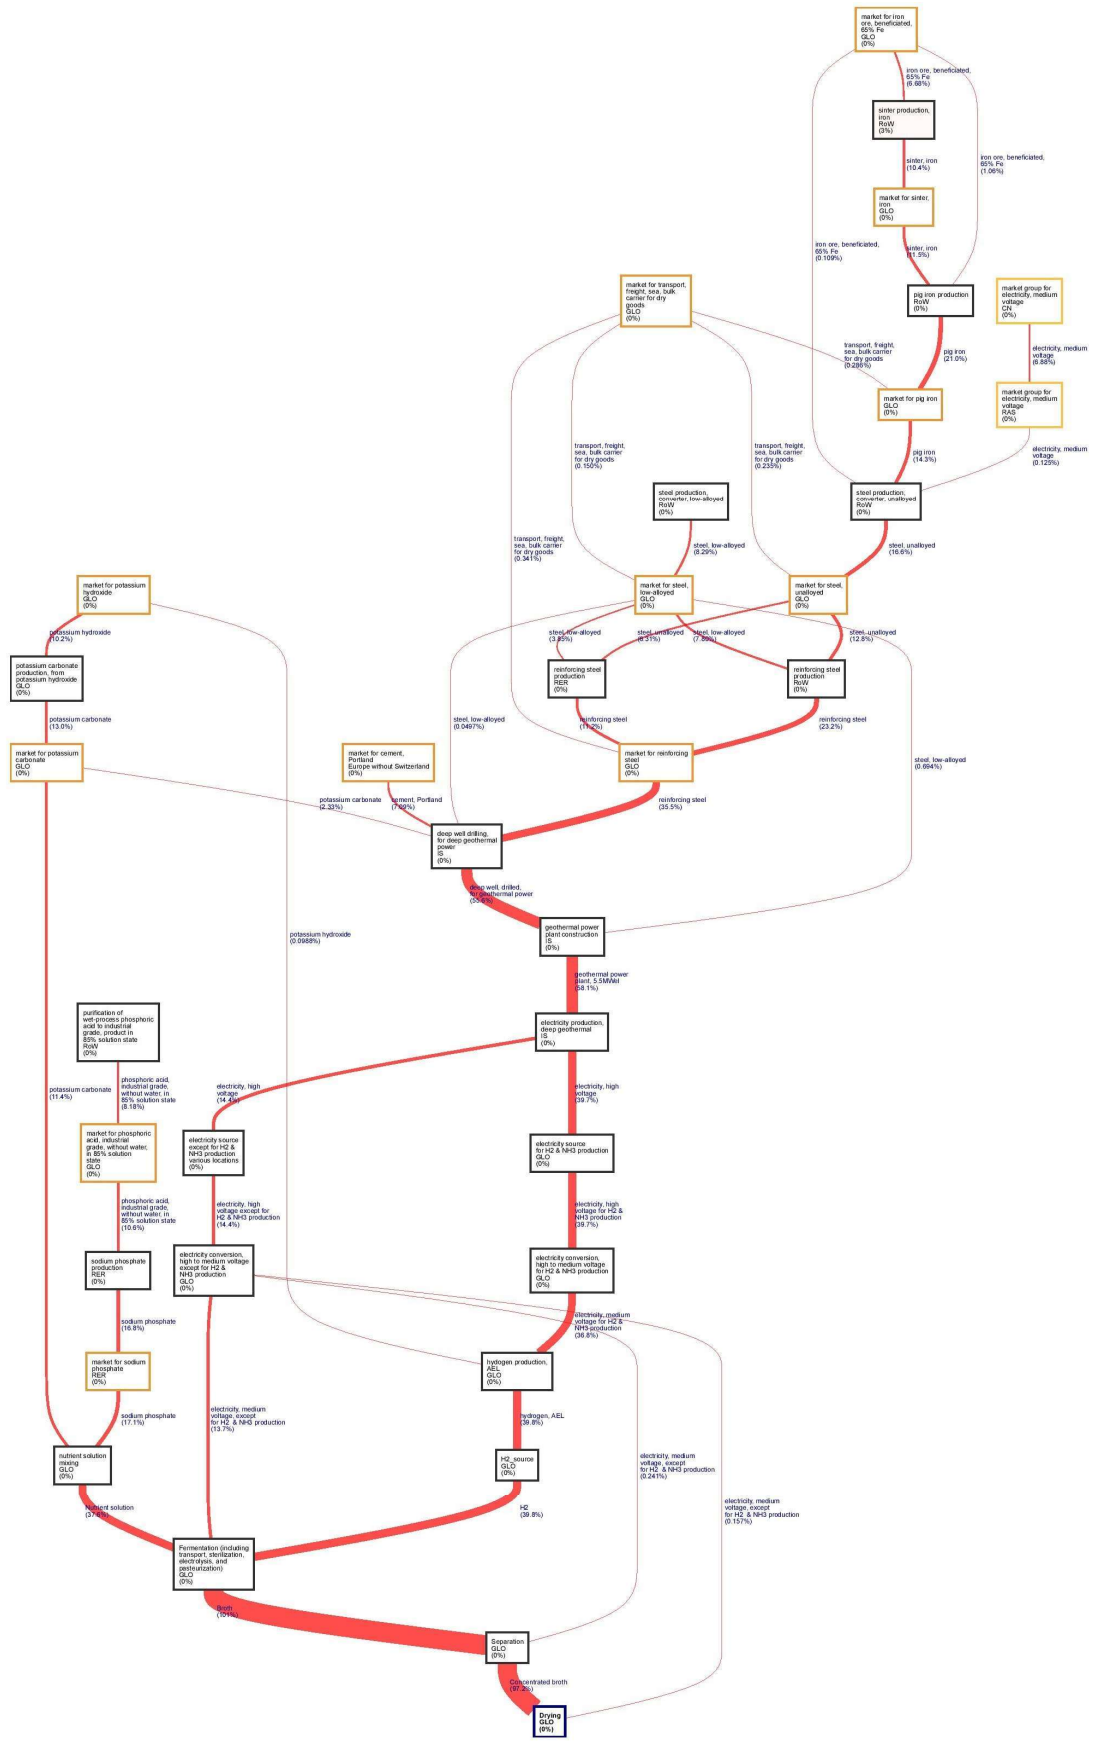 market for iron
ore, beneficiated,
65% Fe
GLO
(0%)
iron ore, beneficiated,
65% Fe
(6.68%)
sinter production,
iron
RoW
(3%)
iron ore, beneficiated,
65% Fe
(1.06%)
sinter, iron
(10.4%)
market for sinter,
iron
GLO
(0%)
iron ore, beneficiated,
65% Fe
(0.109%)
sinter, iron
(11.5%)
market for transport,
freight, sea, bulk
carrier for dry
goods
GLO
(0%)
pig iron production
RoW
(0%)
market group for
electricity, medium
voltage
CN
(0%)
transport, freight,
sea, bulk carrier
for dry goods
(0.286%)
pig iron
(21.0%)
electricity, medium
voltage
(6.88%)
market for pig iron
GLO
(0%)
market group for
electricity, medium
voltage
RAS
(0%)
transport, freight,
sea, bulk carrier
for dry goods
(0.150%)
transport, freight,
sea, bulk carrier
for dry goods
(0.235%)
pig iron
(14.3%)
electricity, medium
voltage
(0.125%)
steel production,
converter, low-alloyed
RoW
(0%)
steel production,
converter, unalloyed
RoW
(0%)
transport, freight,
sea, bulk carrier
for dry goods
(0.341%)
steel, low-alloyed
(8.29%)
steel, unalloyed
(16.6%)
market for potassium
hydroxide
GLO
(0%)
market for steel,
low-alloyed
GLO
(0%)
market for steel,
unalloyed
GLO
(0%)
potassium hydroxide
(10.2%)
steel, low-alloyed
(3.85%)
steel, unalloyed
(6.31%)
steel, low-alloyed
(7.89%)
steel, unalloyed
(12.8%)
potassium carbonate
production, from
potassium hydroxide
GLO
(0%)
reinforcing steel
production
RER
(0%)
reinforcing steel
production
RoW
(0%)
potassium carbonate
(13.0%)
steel, low-alloyed
(0.0497%)
reinforcing steel
(11.2%)
reinforcing steel
(23.2%)
market for potassium
carbonate
GLO
(0%)
market for cement,
Portland
Europe without Switzerland
(0%)
market for reinforcing
steel
GLO
(0%)
steel, low-alloyed
(0.694%)
potassium carbonate
(2.33%)
cement, Portland
(7.09%)
reinforcing steel
(35.5%)
deep well drilling,
for deep geothermal
power
IS
(0%)
deep well, drilled,
for geothermal power
geothermal power
plant construction
IS
(0%)
potassium hydroxide
(0.0988%)
geothermal power
plant, 5.5MWel
(58.1%)
purification of
wet-process phosphoric
acid to industrial
grade, product in
85% solution state
RoW
(0%)
electricity production,
deep geothermal
IS
(0%)
potassium carbonate
(11.4%)
phosphoric acid,
industrial grade,
without water, in
85% solution state
(8.18%)
electricity, high
voltage
(14.4%)
electricity, high
voltage
(39.7%)
market for phosphoric
acid, industrial
grade, without water,
in 85% solution
state
GLO
(0%)
electricity source
except for H2 &
NH3 production
various locations
(0%)
electricity source
for H2 & NH3 production
GLO
(0%)
phosphoric acid,
industrial grade,
without water, in
85% solution state
(10.6%)
electricity, high
voltage except for
H2 & NH3 production
(14.4%)
electricity, high
voltage for H2 &
NH3 production
(39.7%)
sodium phosphate
production
RER
(0%)
electricity conversion,
high to medium voltage
except for H2 &
NH3 production
GLO
(0%)
electricity conversion,
high to medium voltage
for H2 & NH3 production
GLO
(0%)
sodium phosphate
(16.8%)
electricity, medium
voltage for H2 &
NH3 production
(36.8%)
market for sodium
phosphate
RER
(0%)
hydrogen production,
AEL
GLO
(0%)
sodium phosphate
(17.1%)
electricity, medium
voltage, except
for H2 & NH3 production
(13.7%)
hydrogen, AEL
(39.8%)
nutrient solution
mixing
GLO
(0%)
H2_source
GLO
(0%)
electricity, medium
voltage, except
for H2 & NH3 production
(0.241%)
Nutrient solution
H2
(39.8%)
electricity, medium
voltage, except
for H2 & NH3 production
(0.157%)
Fermentation (including
transport, sterilization,
electrolysis, and
pasteurization)
GLO
(0%)
Broth
(101%)
Separation
GLO
(0%)
Concentrated broth
(97.2%)
Drying
GLO
(0%)